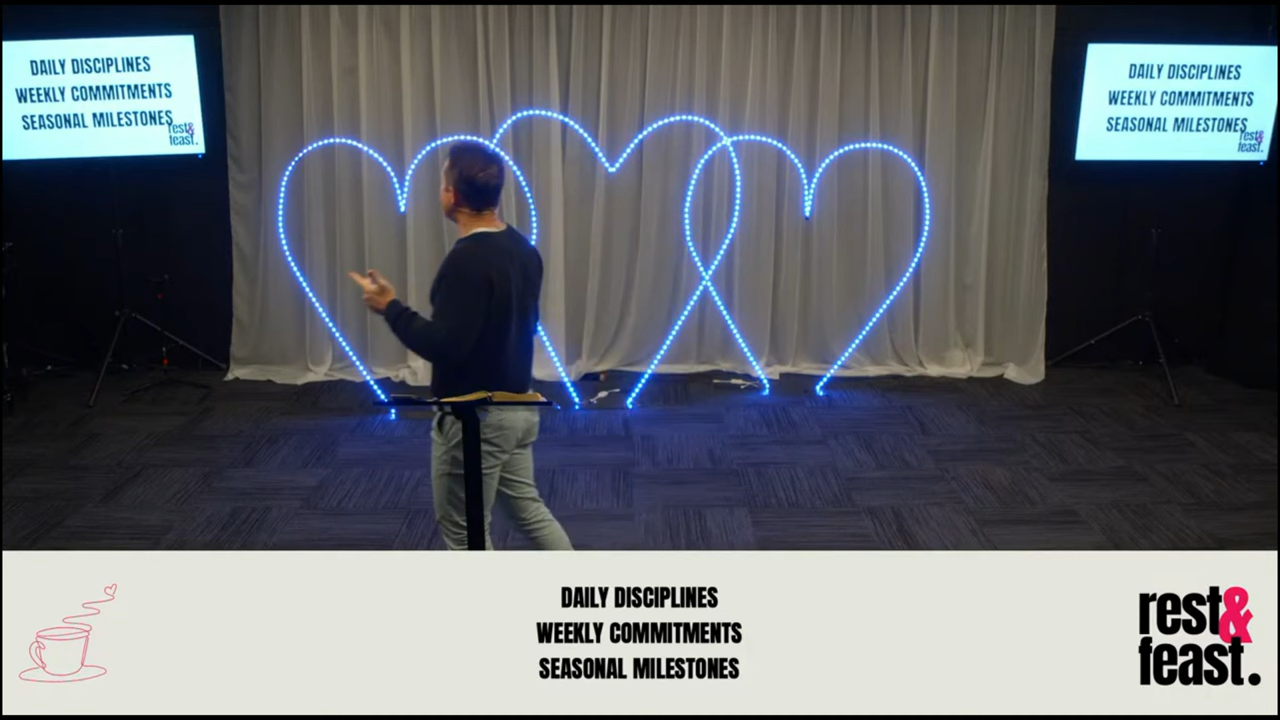 DAILY DISCIPLINES
WEEKLY COMMITMENTS
SEASONAL MILESTONES
rest&
feast.
DAILY DISCIPLINES
WEEKLY COMMITMENTS
SEASONAL MILESTONES
rest&
feast.
DAILY DISCIPLINES
WEEKLY COMMITMENTS
SEASONAL MILESTONES
rest&
feast.